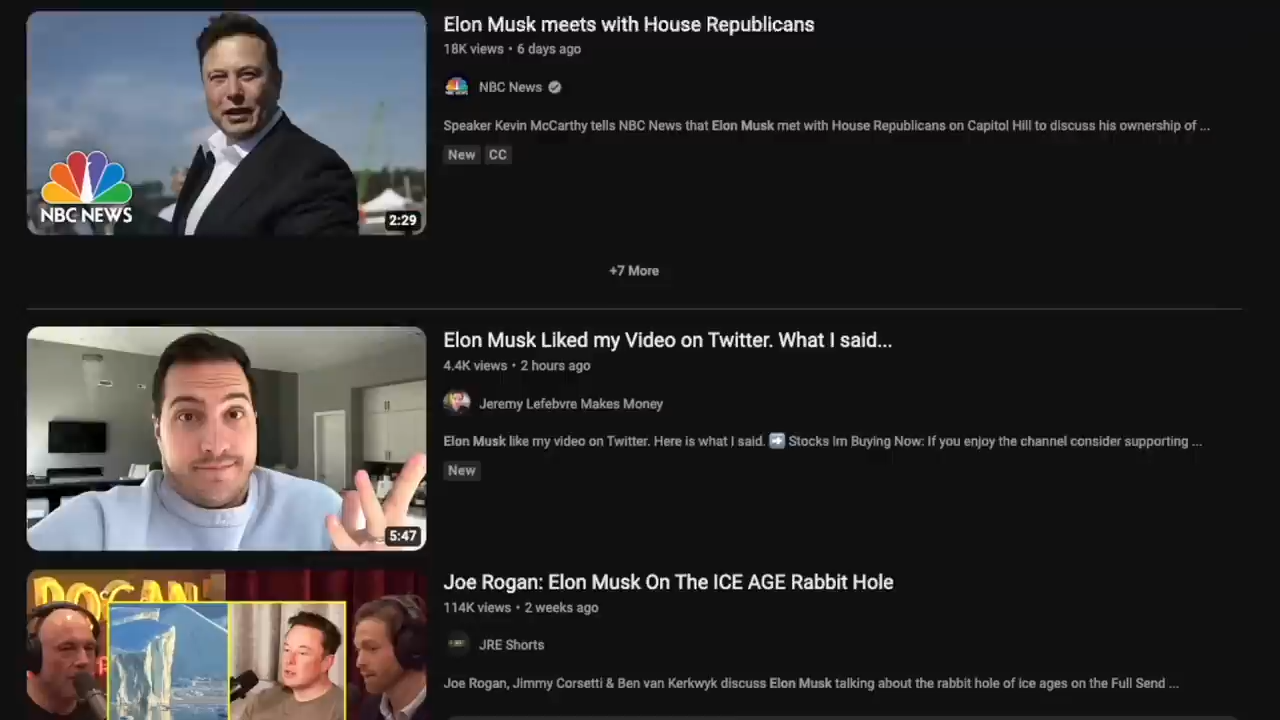 Elon Musk meets with House Republicans
18K views • 6 days ago
NBC News
Speaker Kevin McCarthy tells NBC News that Elon Musk met with House Republicans on Capitol Hill to discuss his ownership of ...
New CC
NBC NEWS
2:29
+7 More
Elon Musk Liked my Video on Twitter. What I said...
4.4K views • 2 hours ago
Jeremy Lefebvre Makes Money
Elon Musk like my video on Twitter. Here is what I said. ➡ Stocks Im Buying Now: If you enjoy the channel consider supporting ...
New
5:47
Joe Rogan: Elon Musk On The ICE AGE Rabbit Hole
114K views • 2 weeks ago
JRE Shorts
Joe Rogan, Jimmy Corsetti & Ben van Kerkwyk discuss Elon Musk talking about the rabbit hole of ice ages on the Full Send ...
ROGAN